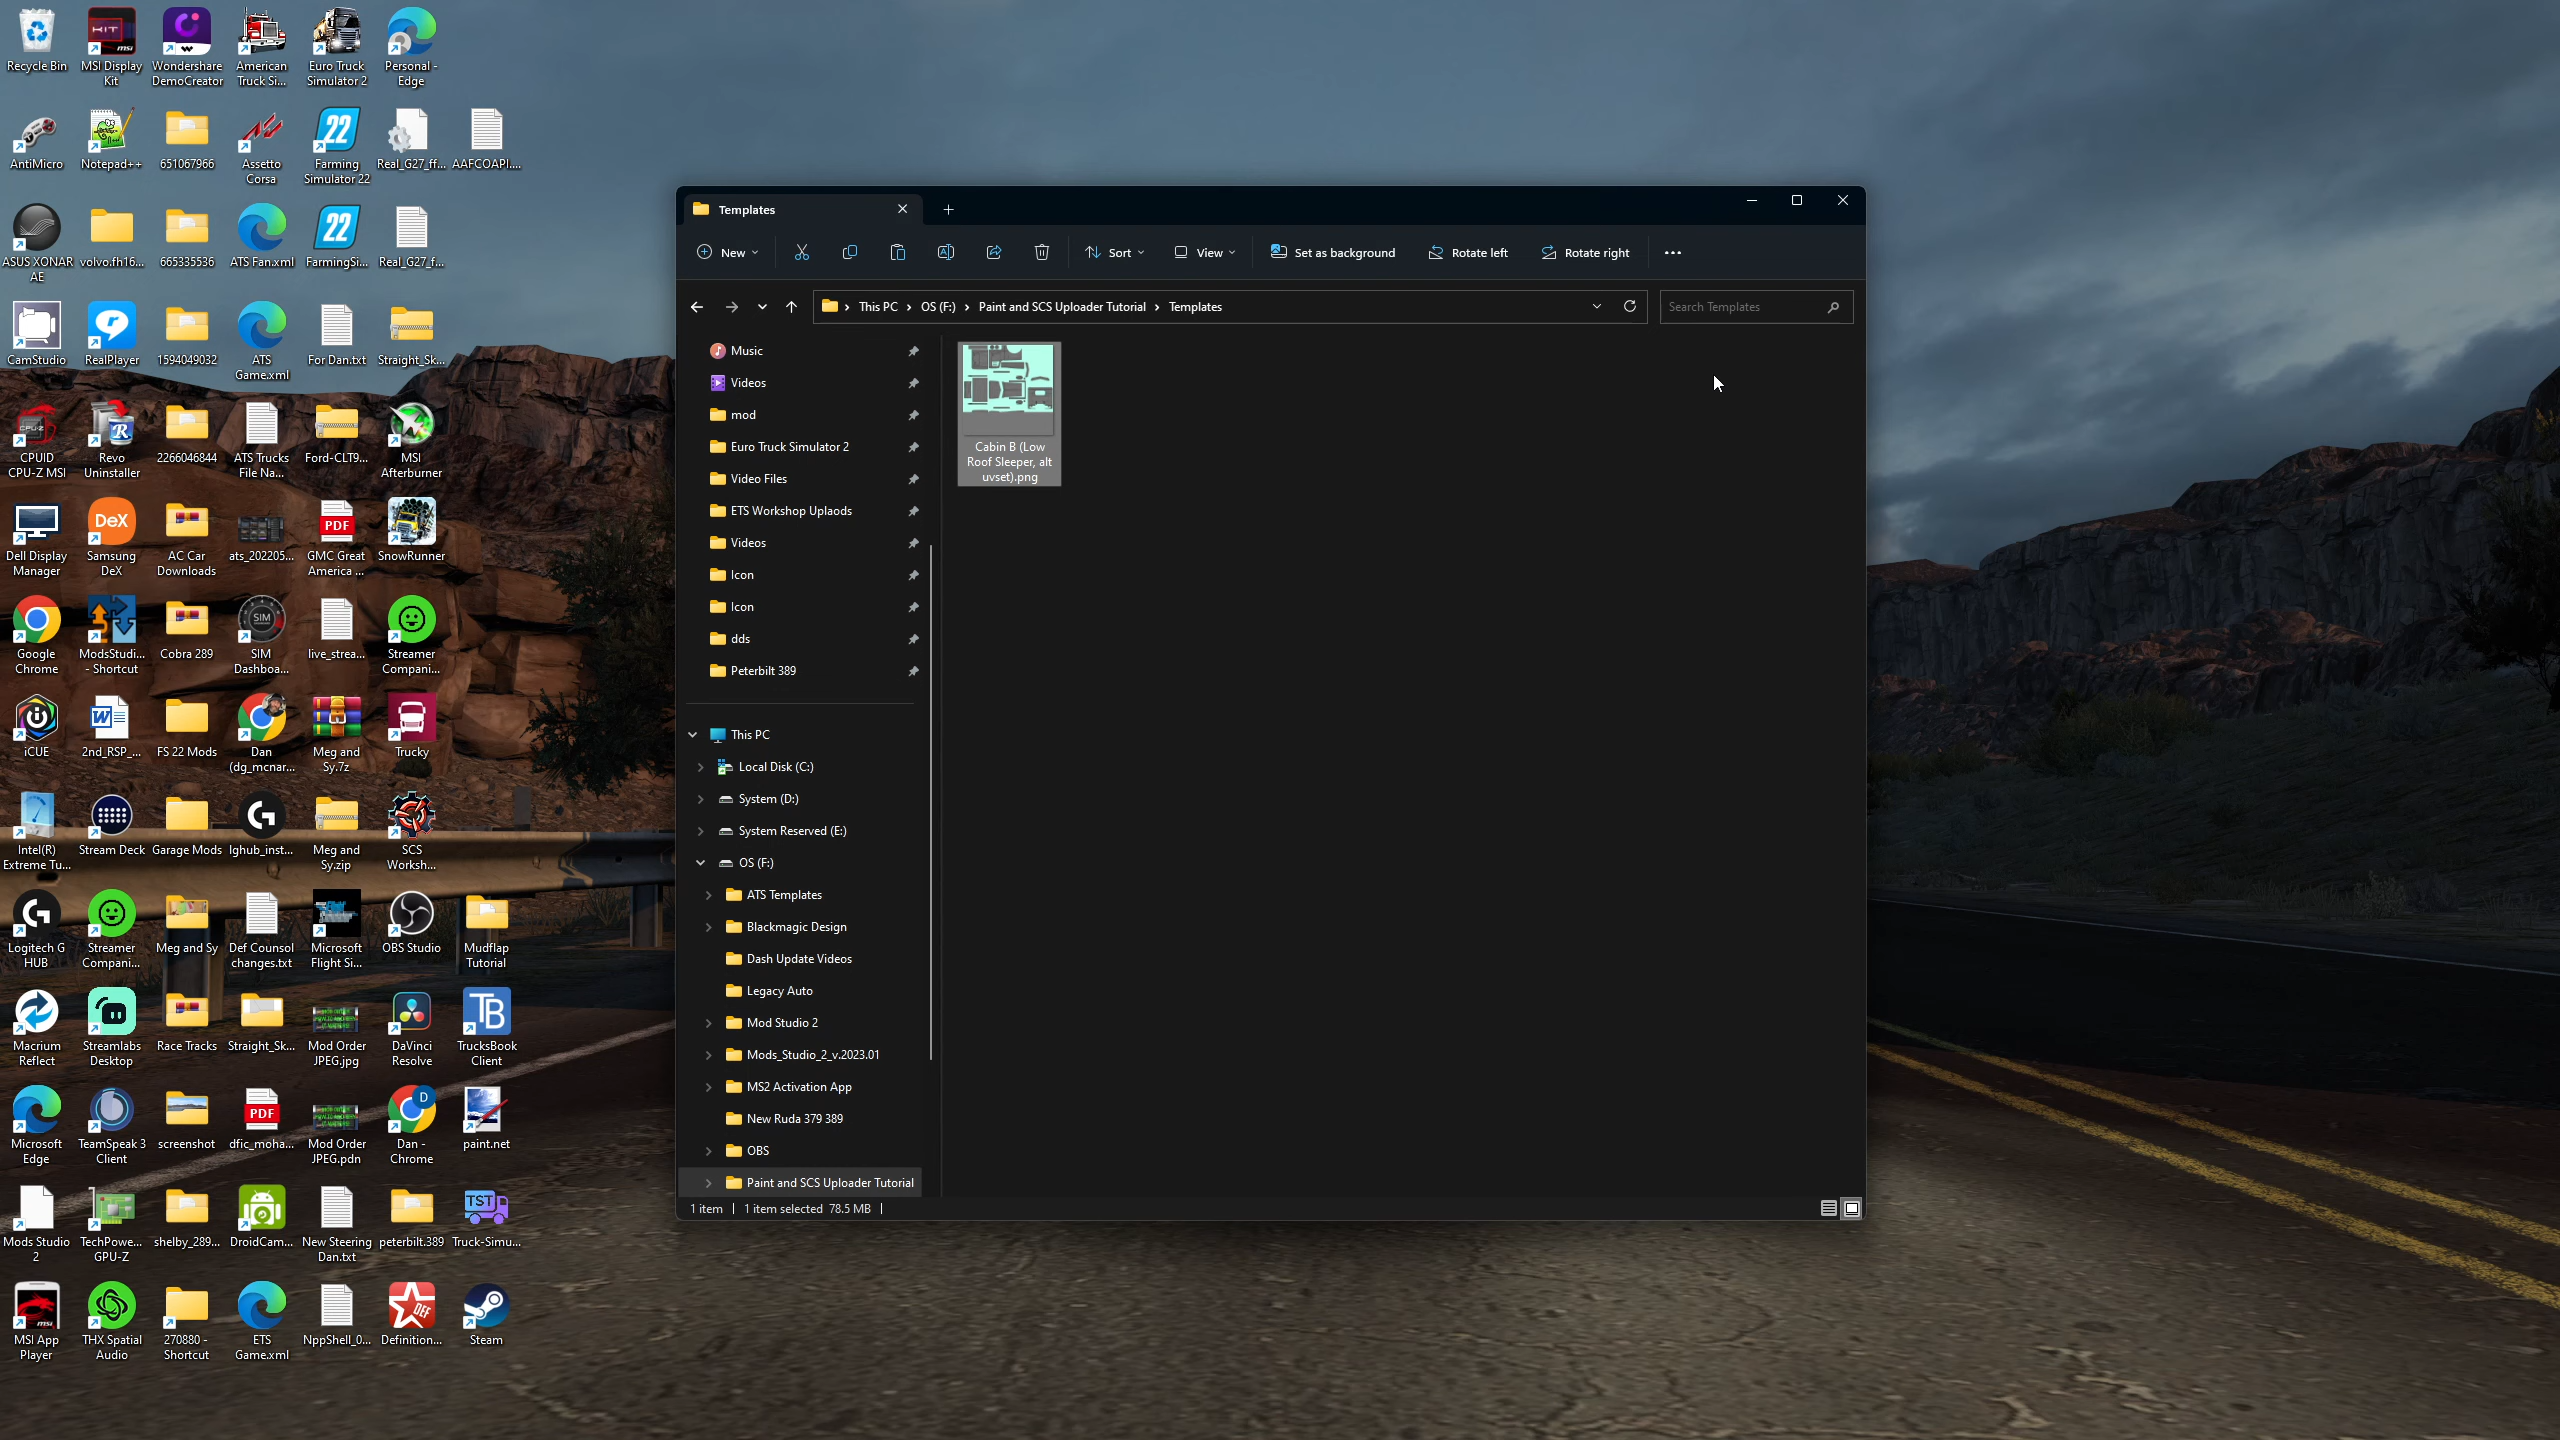 Recycle Bin
MSI Display
Kit
Wondershare
DemoCreator
American
Truck Si...
Euro Truck
Simulator 2
Personal -
Edge
AntiMicro
Notepad++
651067966
Assetto
Corsa
Farming
Simulator 22
Real_G27_ff...
AAFCOAPI....
ASUS XONAR
AE
volvo.fh16...
665335536
ATS Fan.xml
FarmingSi...
Real_G27_f...
CamStudio
RealPlayer
1594049032
ATS
Game.xml
For Dan.txt
Straight_Sk...
CPUID
CPU-Z MSI
Revo
Uninstaller
2266046844
ATS Trucks
File Na...
Ford-CLT9...
MSI
Afterburner
Dell Display
Manager
Samsung
DeX
AC Car
Downloads
ats_202205...
GMC Great
America ...
SnowRunner
Google
Chrome
ModsStudi...
- Shortcut
Cobra 289
SIM
Dashboa...
live_strea...
Streamer
Compani...
iCUE
2nd_RSP_...
FS 22 Mods
Dan
(dg_mcnar...
Meg and
Sy.7z
Trucky
Intel(R)
Extreme Tu...
Stream Deck
Garage Mods
lghub_inst...
Meg and
Sy.zip
SCS
Worksh...
Logitech G
HUB
Streamer
Compani...
Meg and Sy
Def Counsol
changes.txt
Microsoft
Flight Si...
OBS Studio
Mudflap
Tutorial
Macrium
Reflect
Streamlabs
Desktop
Race Tracks
Straight_Sk...
Mod Order
JPEG.jpg
DaVinci
Resolve
TrucksBook
Client
Microsoft
Edge
TeamSpeak 3
Client
screenshot
dfic_moha...
Mod Order
JPEG.pdn
Dan -
Chrome
paint.net
Mods Studio
2
TechPowe...
GPU-Z
shelby_289...
DroidCam...
New Steering
Dan.txt
peterbilt.389
Truck-Simu...
MSI App
Player
THX Spatial
Audio
270880 -
Shortcut
ETS
Game.xml
NppShell_0...
Definition...
Steam
Templates
New
Sort
View
Set as background
Rotate left
Rotate right
This PC > OS (F:) > Paint and SCS Uploader Tutorial > Templates
Search Templates
Music
Videos
mod
Euro Truck Simulator 2
Video Files
ETS Workshop Uplaods
Videos
Icon
Icon
dds
Peterbilt 389
This PC
Local Disk (C:)
System (D:)
System Reserved (E:)
OS (F:)
ATS Templates
Blackmagic Design
Dash Update Videos
Legacy Auto
Mod Studio 2
Mods_Studio_2_v.2023.01
MS2 Activation App
New Ruda 379 389
OBS
Paint and SCS Uploader Tutorial
Cabin B (Low
Roof Sleeper, alt
uvset).png
1 item
1 item selected 78.5 MB